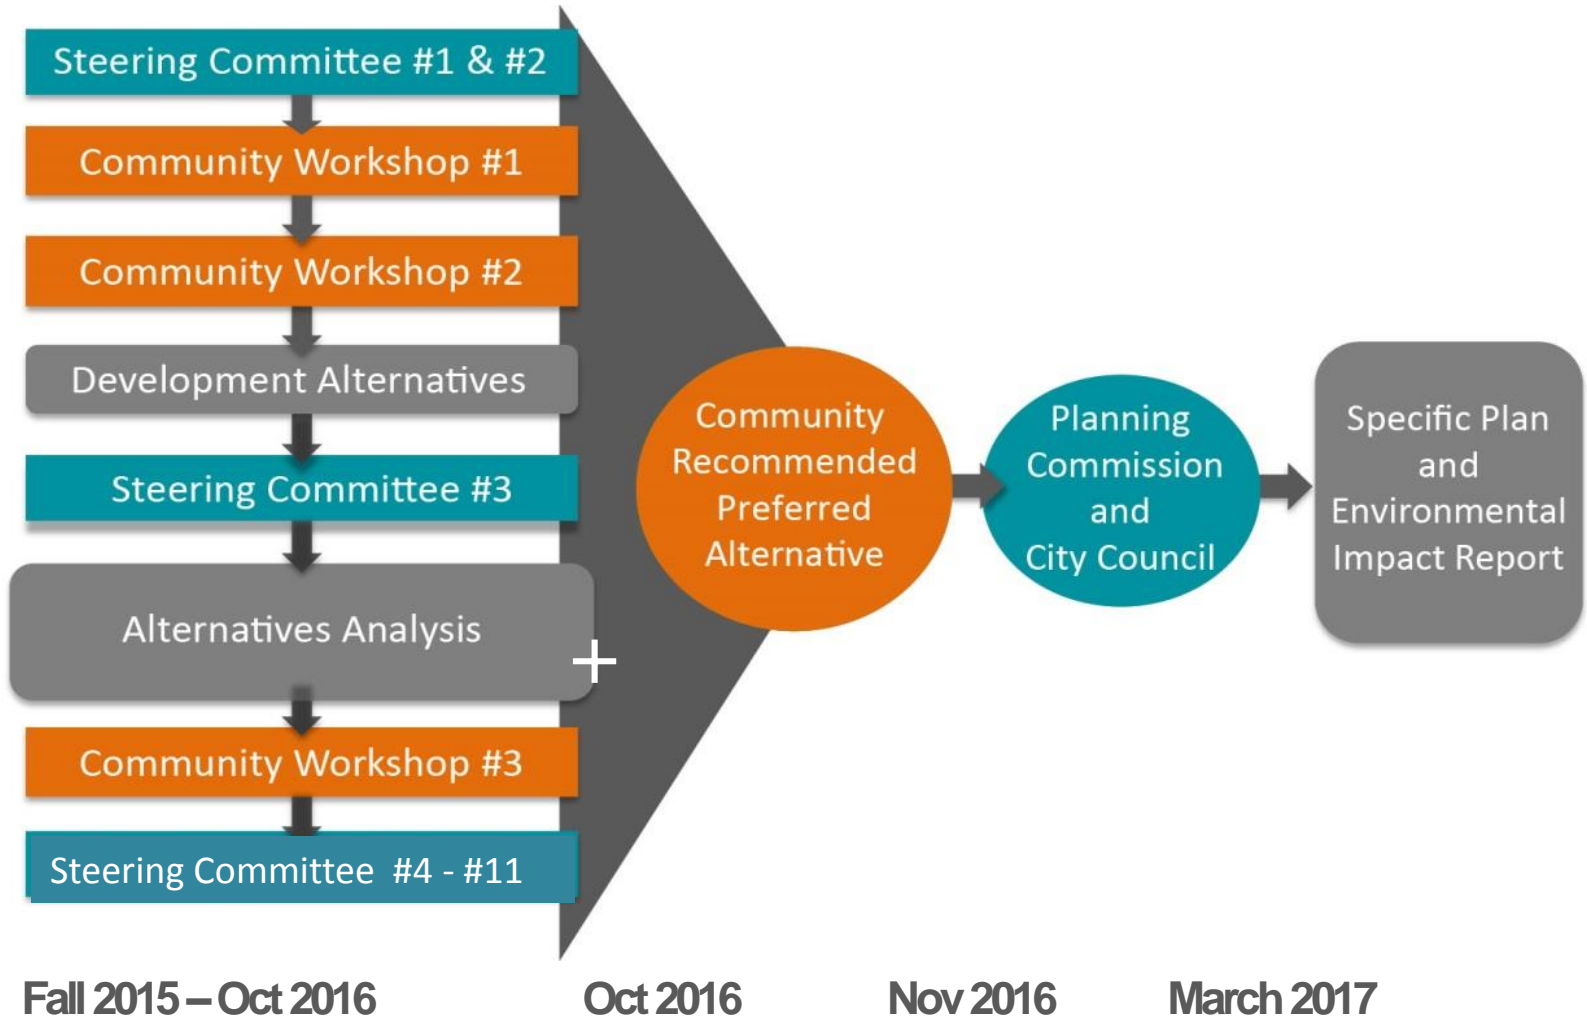 Steering Committee #1 & #2
Community Workshop #1
Community Workshop #2
Development Alternatives
Steering Committee #3
Alternatives Analysis
+
Community Workshop #3
Steering Committee #4 - #11
Community
Recommended
Preferred
Alternative
Planning
Commission
and
City Council
Specific Plan
and
Environmental
Impact Report
Fall 2015 – Oct 2016
Oct 2016
Nov 2016
March 2017